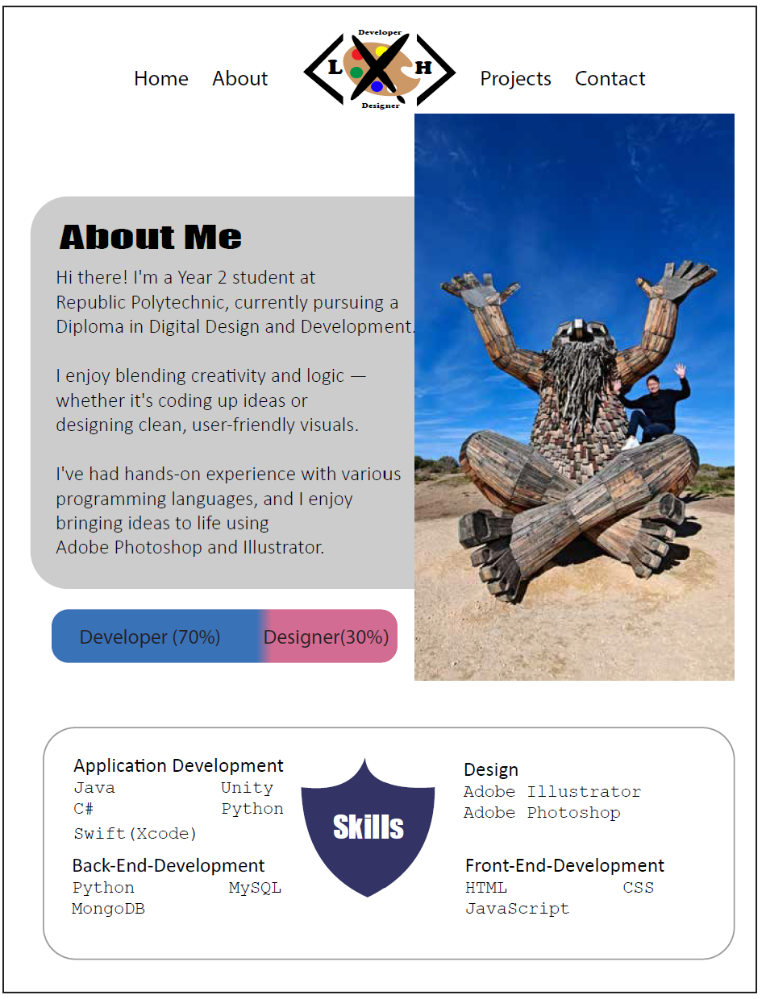 Developer
L H
Designer
Home About Projects Contact
About Me
Hi there! I'm a Year 2 student at
Republic Polytechnic, currently pursuing a
Diploma in Digital Design and Development.
I enjoy blending creativity and logic —
whether it's coding up ideas or
designing clean, user-friendly visuals.
I've had hands-on experience with various
programming languages, and I enjoy
bringing ideas to life using
Adobe Photoshop and Illustrator.
Developer (70%) Designer(30%)
Application Development
Java Unity
C# Python
Swift(Xcode)
Back-End-Development
Python MySQL
MongoDB
Skills
Design
Adobe Illustrator
Adobe Photoshop
Front-End-Development
HTML CSS
JavaScript